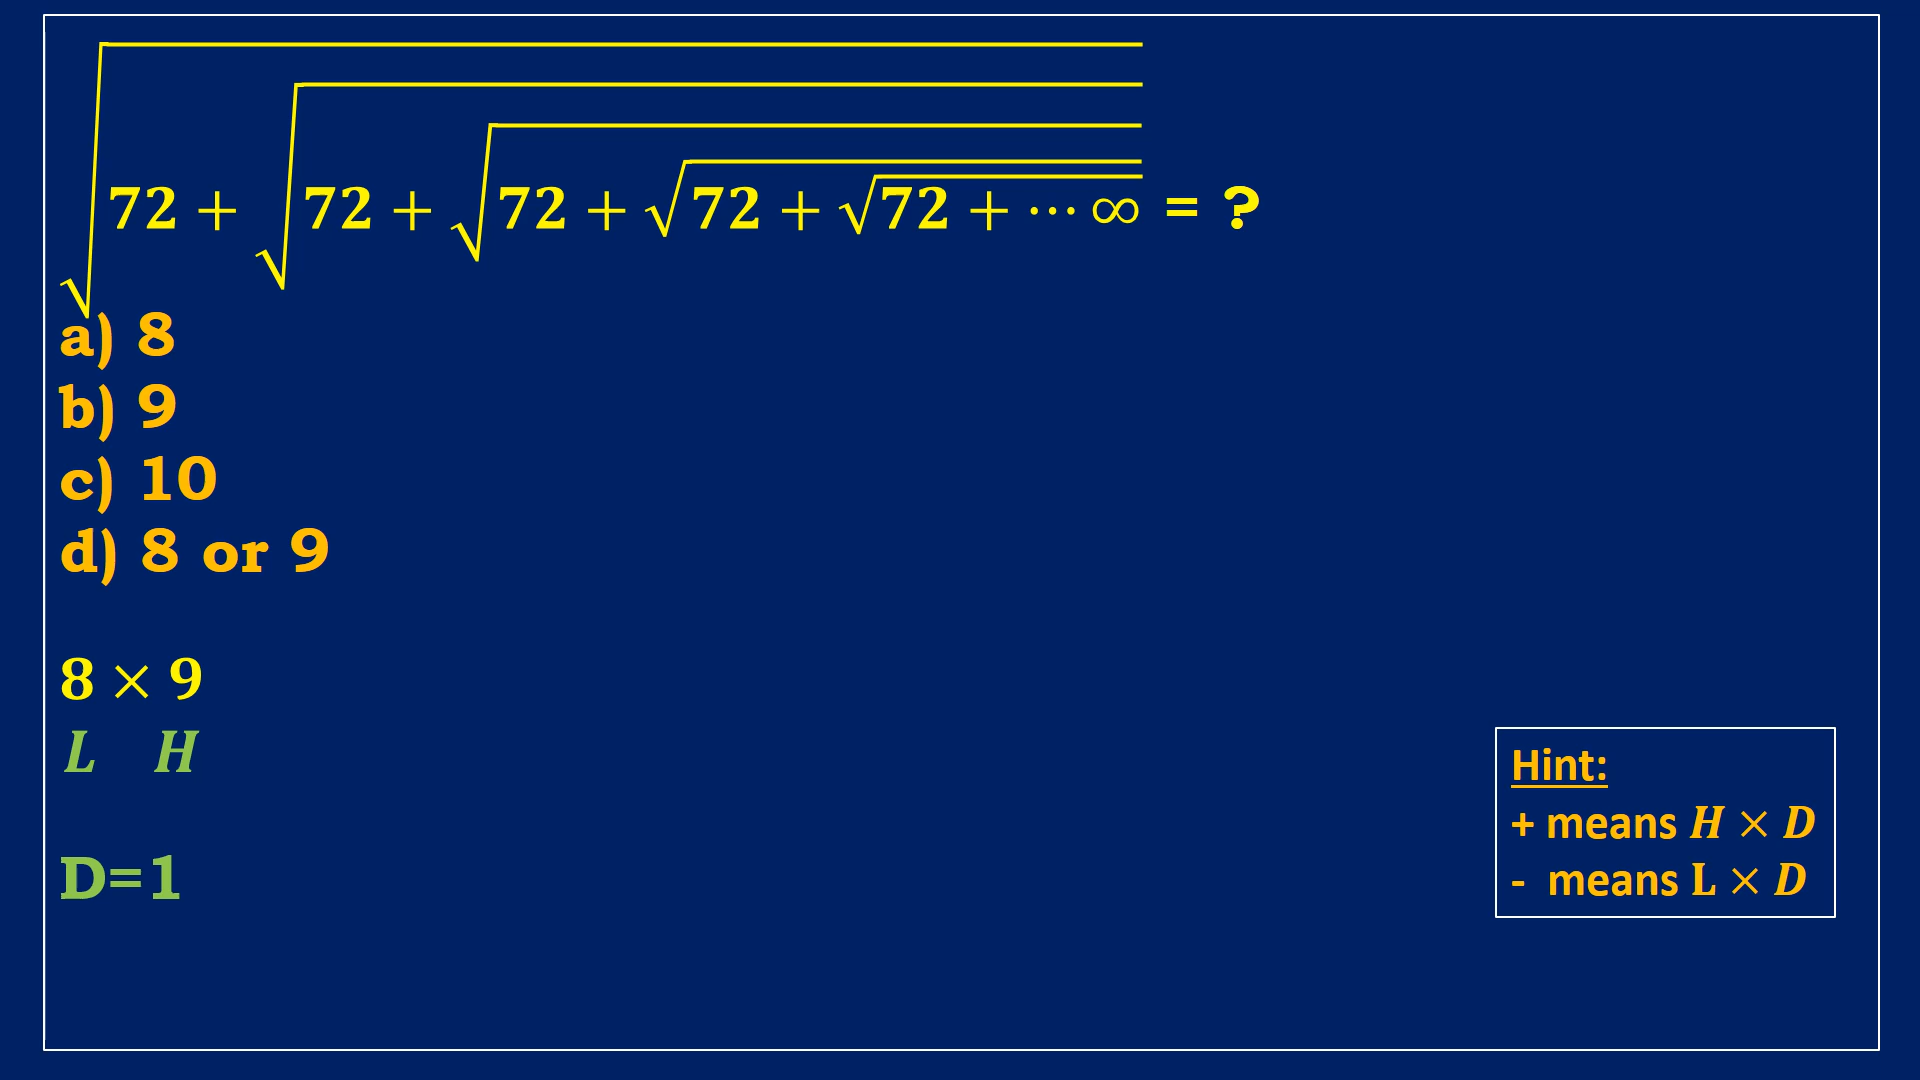 √(72 + √(72 + √(72 + √(72 + √(72 + ⋯ ∞))))) = ?
a) 8
b) 9
c) 10
d) 8 or 9
8 × 9
L H
D=1
Hint:
+ means H × D
- means L × D